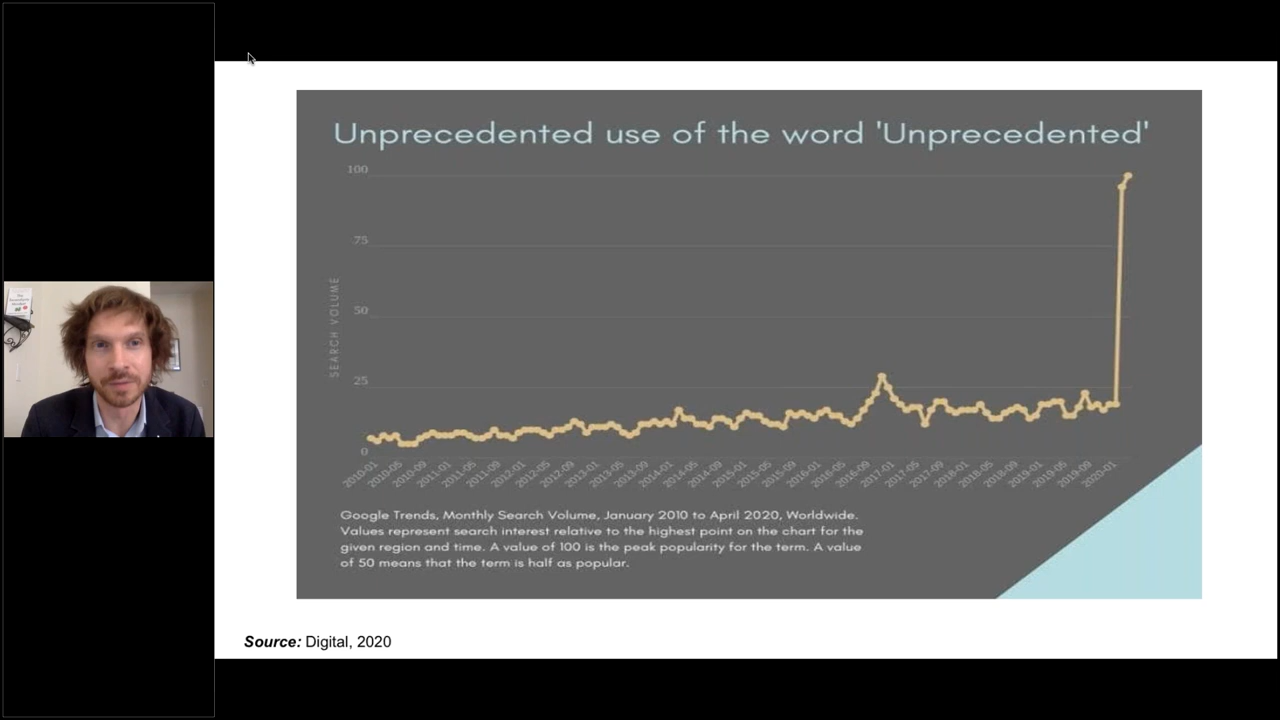 Unprecedented use of the word 'Unprecedented'
100
75
50
25
0
SEARCH VOLUME
2010-01 2010-05 2010-09 2011-01 2011-05 2011-09 2012-01 2012-05 2012-09 2013-01 2013-05 2013-09 2014-01 2014-05 2014-09 2015-01 2015-05 2015-09 2016-01 2016-05 2016-09 2017-01 2017-05 2017-09 2018-01 2018-05 2018-09 2019-01 2019-05 2019-09 2020-01
Google Trends, Monthly Search Volume, January 2010 to April 2020, Worldwide.
Values represent search interest relative to the highest point on the chart for the
given region and time. A value of 100 is the peak popularity for the term. A value
of 50 means that the term is half as popular.
Source: Digital, 2020